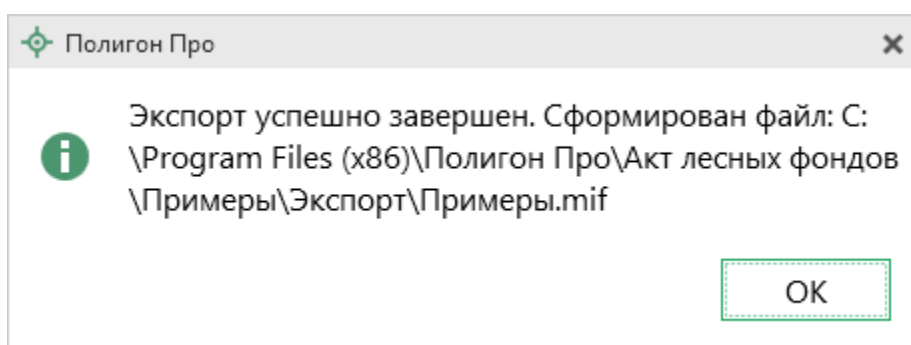 Полигон Про
Экспорт успешно завершен. Сформирован файл: C:
\Program Files (x86)\Полигон Про\Акт лесных фондов
\Примеры\Экспорт\Примеры.mif
ОК